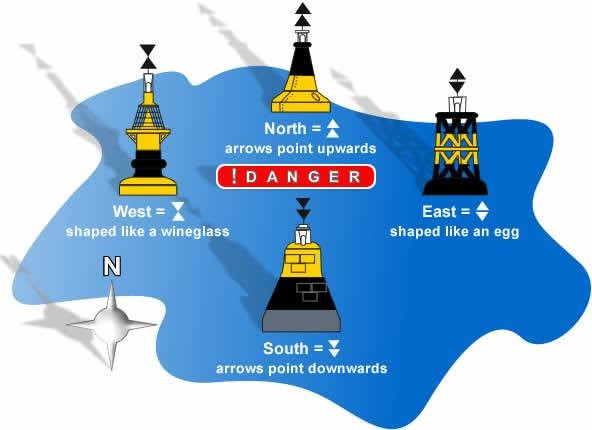 North = ⏫
arrows point upwards
! DANGER
West = ⧗
shaped like a wineglass
East = ♦
shaped like an egg
N
South = ⏬
arrows point downwards